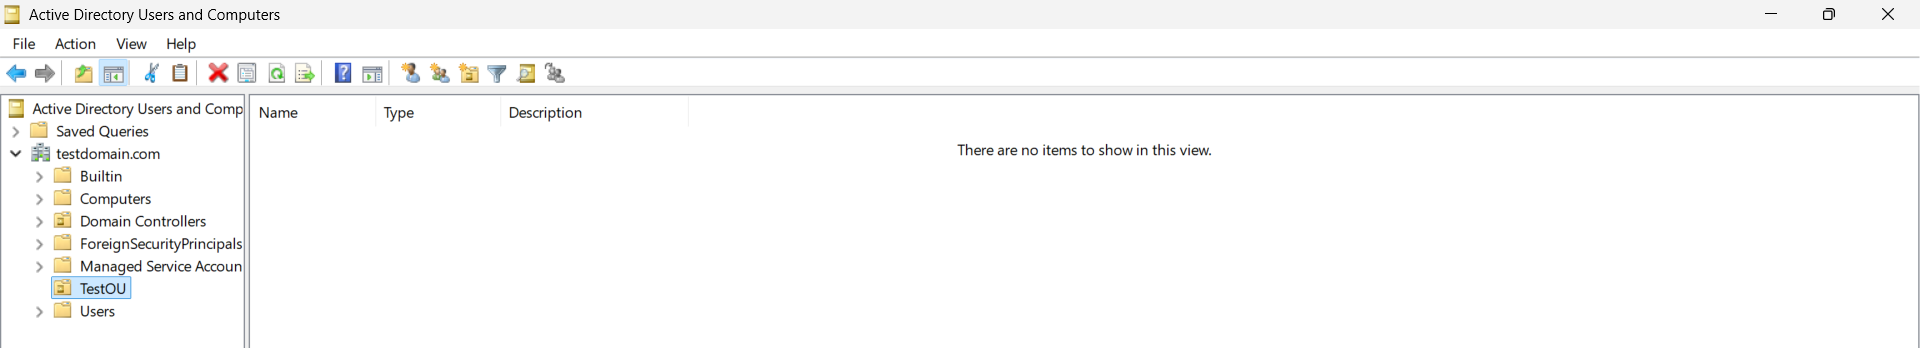 Active Directory Users and Computers
File Action View Help
Active Directory Users and Comp
Saved Queries
testdomain.com
Builtin
Computers
Domain Controllers
ForeignSecurityPrincipals
Managed Service Accoun
TestOU
Users
Name Type Description
There are no items to show in this view.